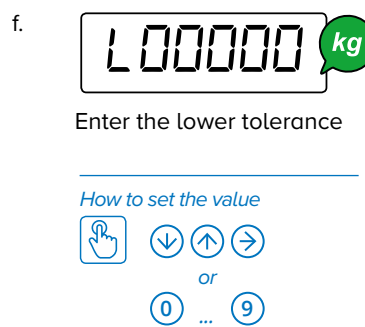 f.
L00000
kg
Enter the lower tolerance
How to set the value
or
0 ... 9